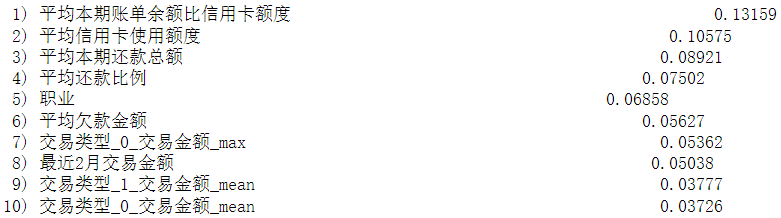 1) 平均本期账单余额比信用卡额度 0.13159
2) 平均信用卡使用额度 0.10575
3) 平均本期还款总额 0.08921
4) 平均还款比例 0.07502
5) 职业 0.06858
6) 平均欠款金额 0.05627
7) 交易类型_0_交易金额_max 0.05362
8) 最近2月交易金额 0.05038
9) 交易类型_1_交易金额_mean 0.03777
10) 交易类型_0_交易金额_mean 0.03726